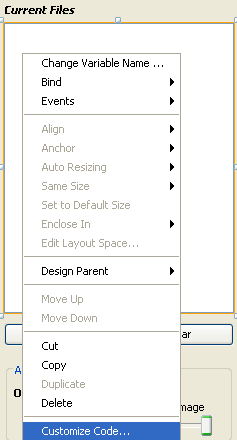 Current Files
Change Variable Name ...
Bind
Events
Align
Anchor
Auto Resizing
Same Size
Set to Default Size
Enclose In
Edit Layout Space...
Design Parent
Move Up
Move Down
Cut
Copy
Duplicate
Delete
Customize Code...